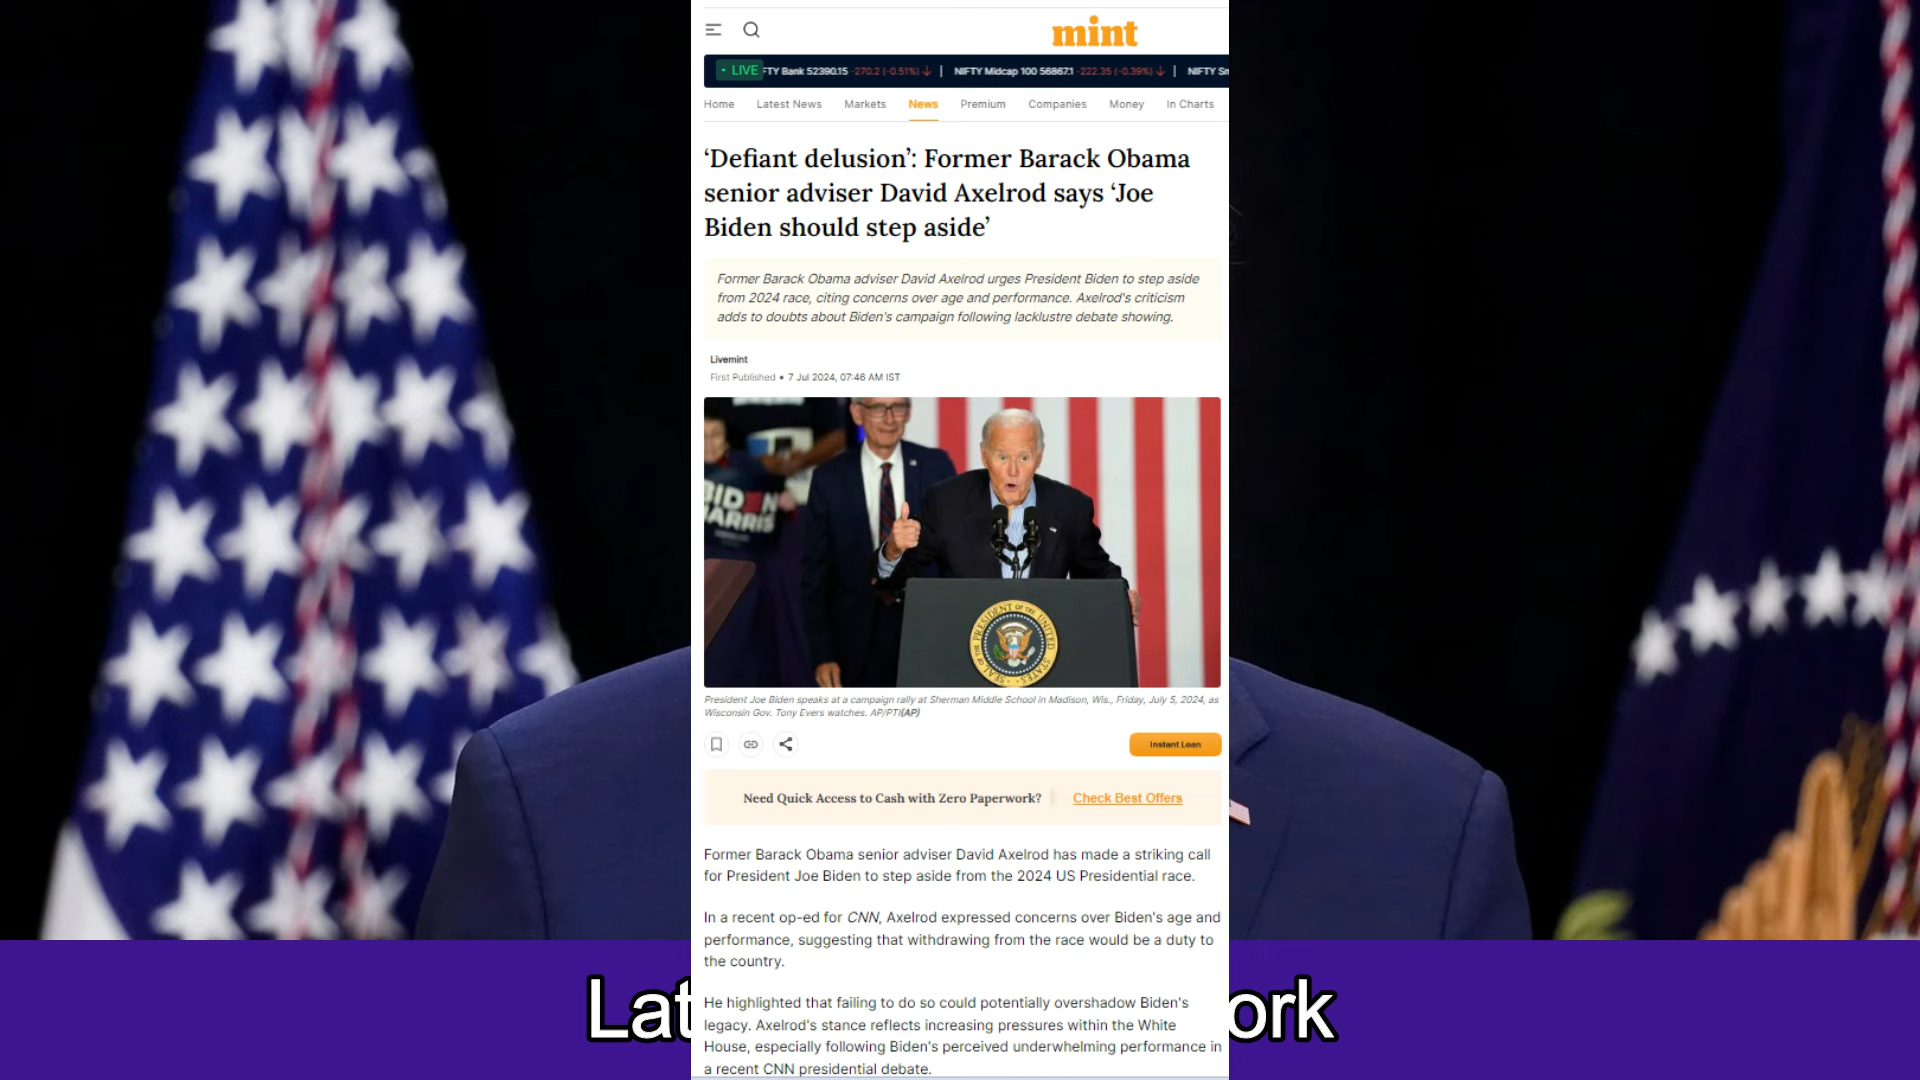 mint
• LIVE FTY Bank 52390.15 -270.2 (-0.51%) | NIFTY Midcap 100 56867.1 -222.35 (-0.39%) | NIFTY Sm
Home Latest News Markets News Premium Companies Money In Charts
‘Defiant delusion’: Former Barack Obama
senior adviser David Axelrod says ‘Joe
Biden should step aside’
Former Barack Obama adviser David Axelrod urges President Biden to step aside
from 2024 race, citing concerns over age and performance. Axelrod's criticism
adds to doubts about Biden's campaign following lacklustre debate showing.
Livemint
First Published • 7 Jul 2024, 07:46 AM IST
BIDEN
HARRIS
SEAL OF THE PRESIDENT OF THE UNITED STATES
President Joe Biden speaks at a campaign rally at Sherman Middle School in Madison, Wis., Friday, July 5, 2024, as
Wisconsin Gov. Tony Evers watches. AP/PTI(AP)
Instant Loan
Need Quick Access to Cash with Zero Paperwork? Check Best Offers
Former Barack Obama senior adviser David Axelrod has made a striking call
for President Joe Biden to step aside from the 2024 US Presidential race.
In a recent op-ed for CNN, Axelrod expressed concerns over Biden's age and
performance, suggesting that withdrawing from the race would be a duty to
the country.
He highlighted that failing to do so could potentially overshadow Biden's
legacy. Axelrod's stance reflects increasing pressures within the White
House, especially following Biden's perceived underwhelming performance in
a recent CNN presidential debate.
Lat ork